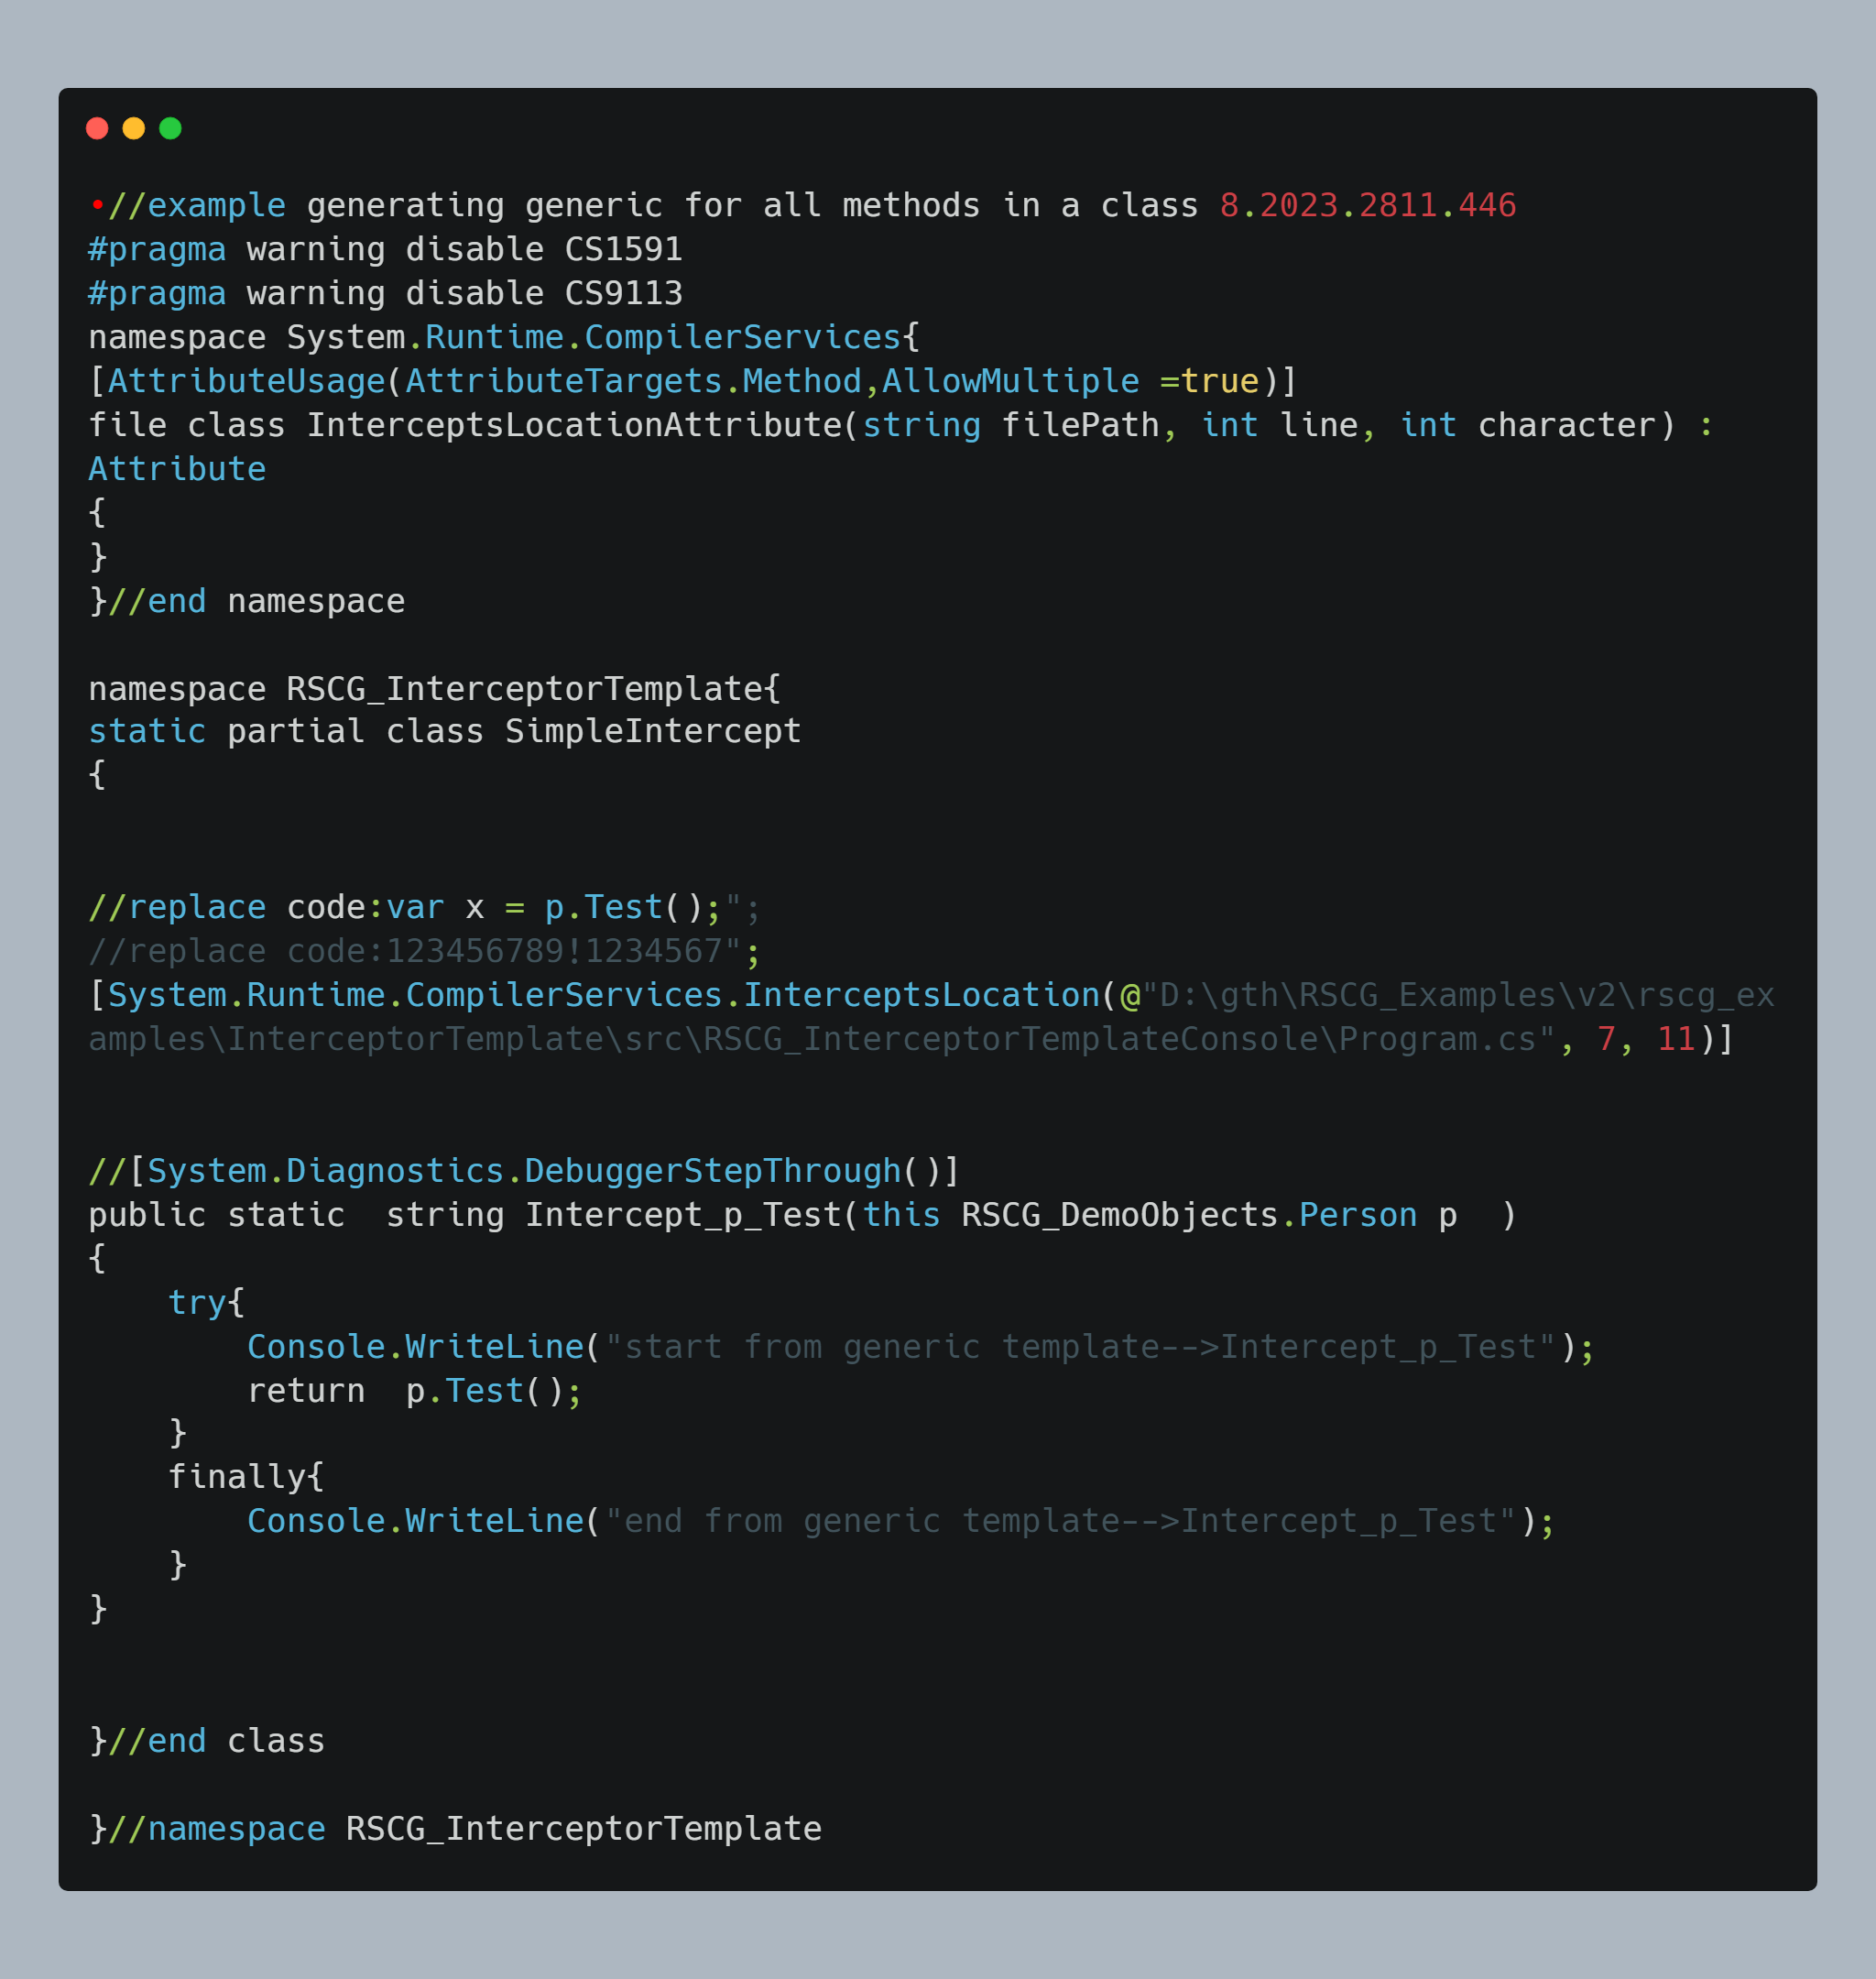 •//example generating generic for all methods in a class 8.2023.2811.446
#pragma warning disable CS1591
#pragma warning disable CS9113
namespace System.Runtime.CompilerServices{
[AttributeUsage(AttributeTargets.Method,AllowMultiple =true)]
file class InterceptsLocationAttribute(string filePath, int line, int character) :
Attribute
{
}
}//end namespace

namespace RSCG_InterceptorTemplate{
static partial class SimpleIntercept
{

//replace code:var x = p.Test();";
//replace code:123456789!1234567";
[System.Runtime.CompilerServices.InterceptsLocation(@"D:\gth\RSCG_Examples\v2\rscg_ex
amples\InterceptorTemplate\src\RSCG_InterceptorTemplateConsole\Program.cs", 7, 11)]

//[System.Diagnostics.DebuggerStepThrough()]
public static  string Intercept_p_Test(this RSCG_DemoObjects.Person p  )
{
    try{
        Console.WriteLine("start from generic template-->Intercept_p_Test");
        return  p.Test();
    }
    finally{
        Console.WriteLine("end from generic template-->Intercept_p_Test");
    }
}

}//end class

}//namespace RSCG_InterceptorTemplate